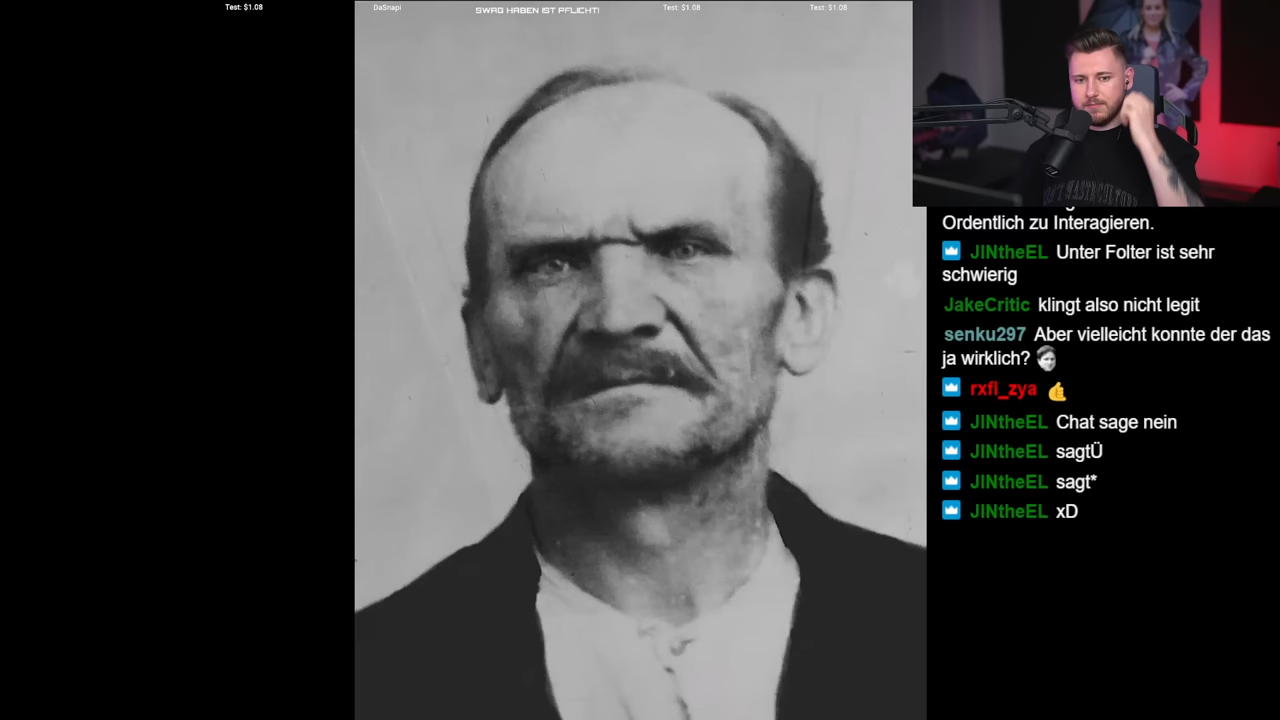 Test: $1.08
DaSnapi
SWAG HABEN IST PFLICHT!
Test: $1.08
Test: $1.08
Ordentlich zu Interagieren.
JINtheEL Unter Folter ist sehr
schwierig
JakeCritic klingt also nicht legit
senku297 Aber vielleicht konnte der das
ja wirklich?
rxfi_zya
JINtheEL Chat sage nein
JINtheEL sagtÜ
JINtheEL sagt*
JINtheEL xD